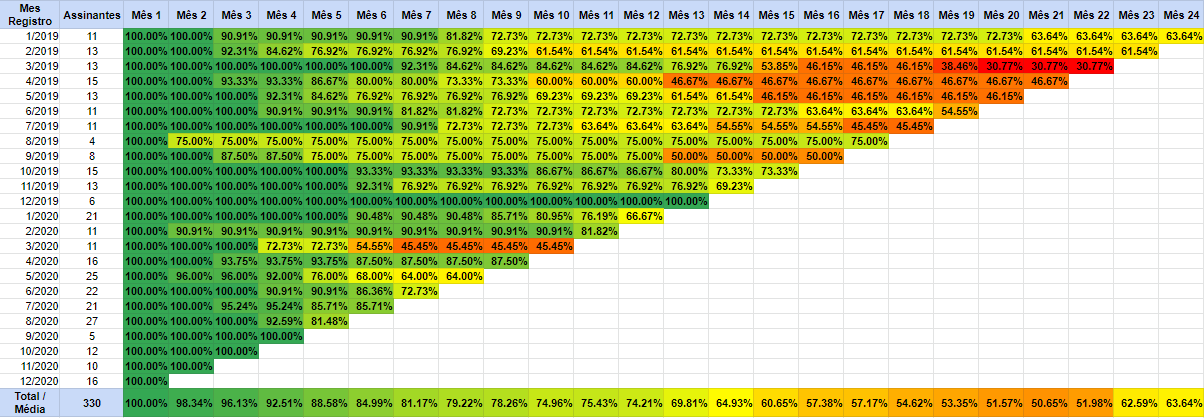 Mes Registro Assinantes Mês 1 Mês 2 Mês 3 Mês 4 Mês 5 Mês 6 Mês 7 Mês 8 Mês 9 Mês 10 Mês 11 Mês 12 Mês 13 Mês 14 Mês 15 Mês 16 Mês 17 Mês 18 Mês 19 Mês 20 Mês 21 Mês 22 Mês 23 Mês 24
1/2019 11 100.00% 100.00% 90.91% 90.91% 90.91% 90.91% 90.91% 81.82% 72.73% 72.73% 72.73% 72.73% 72.73% 72.73% 72.73% 72.73% 72.73% 72.73% 72.73% 72.73% 63.64% 63.64% 63.64% 63.64%
2/2019 13 100.00% 100.00% 92.31% 84.62% 76.92% 76.92% 76.92% 76.92% 69.23% 61.54% 61.54% 61.54% 61.54% 61.54% 61.54% 61.54% 61.54% 61.54% 61.54% 61.54% 61.54% 61.54% 61.54%
3/2019 13 100.00% 100.00% 100.00% 100.00% 100.00% 100.00% 92.31% 84.62% 84.62% 84.62% 84.62% 84.62% 76.92% 76.92% 53.85% 46.15% 46.15% 46.15% 38.46% 30.77% 30.77% 30.77%
4/2019 15 100.00% 100.00% 93.33% 93.33% 86.67% 80.00% 80.00% 73.33% 73.33% 60.00% 60.00% 60.00% 46.67% 46.67% 46.67% 46.67% 46.67% 46.67% 46.67% 46.67% 46.67%
5/2019 13 100.00% 100.00% 100.00% 92.31% 84.62% 76.92% 76.92% 76.92% 76.92% 69.23% 69.23% 69.23% 61.54% 61.54% 46.15% 46.15% 46.15% 46.15% 46.15% 46.15%
6/2019 11 100.00% 100.00% 100.00% 90.91% 90.91% 90.91% 81.82% 81.82% 72.73% 72.73% 72.73% 72.73% 72.73% 72.73% 72.73% 63.64% 63.64% 63.64% 54.55%
7/2019 11 100.00% 100.00% 100.00% 100.00% 100.00% 100.00% 90.91% 72.73% 72.73% 72.73% 63.64% 63.64% 63.64% 54.55% 54.55% 54.55% 45.45% 45.45%
8/2019 4 100.00% 75.00% 75.00% 75.00% 75.00% 75.00% 75.00% 75.00% 75.00% 75.00% 75.00% 75.00% 75.00% 75.00% 75.00% 75.00% 75.00%
9/2019 8 100.00% 100.00% 87.50% 87.50% 75.00% 75.00% 75.00% 75.00% 75.00% 75.00% 75.00% 75.00% 50.00% 50.00% 50.00% 50.00%
10/2019 15 100.00% 100.00% 100.00% 100.00% 100.00% 93.33% 93.33% 93.33% 93.33% 86.67% 86.67% 86.67% 80.00% 73.33% 73.33%
11/2019 13 100.00% 100.00% 100.00% 100.00% 100.00% 92.31% 76.92% 76.92% 76.92% 76.92% 76.92% 76.92% 76.92% 69.23%
12/2019 6 100.00% 100.00% 100.00% 100.00% 100.00% 100.00% 100.00% 100.00% 100.00% 100.00% 100.00% 100.00% 100.00%
1/2020 21 100.00% 100.00% 100.00% 100.00% 100.00% 90.48% 90.48% 90.48% 85.71% 80.95% 76.19% 66.67%
2/2020 11 100.00% 90.91% 90.91% 90.91% 90.91% 90.91% 90.91% 90.91% 90.91% 90.91% 81.82%
3/2020 11 100.00% 100.00% 100.00% 72.73% 72.73% 54.55% 45.45% 45.45% 45.45% 45.45%
4/2020 16 100.00% 100.00% 93.75% 93.75% 93.75% 87.50% 87.50% 87.50% 87.50%
5/2020 25 100.00% 96.00% 96.00% 92.00% 76.00% 68.00% 64.00% 64.00%
6/2020 22 100.00% 100.00% 100.00% 90.91% 90.91% 86.36% 72.73%
7/2020 21 100.00% 100.00% 95.24% 95.24% 85.71% 85.71%
8/2020 27 100.00% 100.00% 100.00% 92.59% 81.48%
9/2020 5 100.00% 100.00% 100.00% 100.00%
10/2020 12 100.00% 100.00% 100.00%
11/2020 10 100.00% 100.00%
12/2020 16 100.00%
Total / Média 330 100.00% 98.34% 96.13% 92.51% 88.58% 84.99% 81.17% 79.22% 78.26% 74.96% 75.43% 74.21% 69.81% 64.93% 60.65% 57.38% 57.17% 54.62% 53.35% 51.57% 50.65% 51.98% 62.59% 63.64%